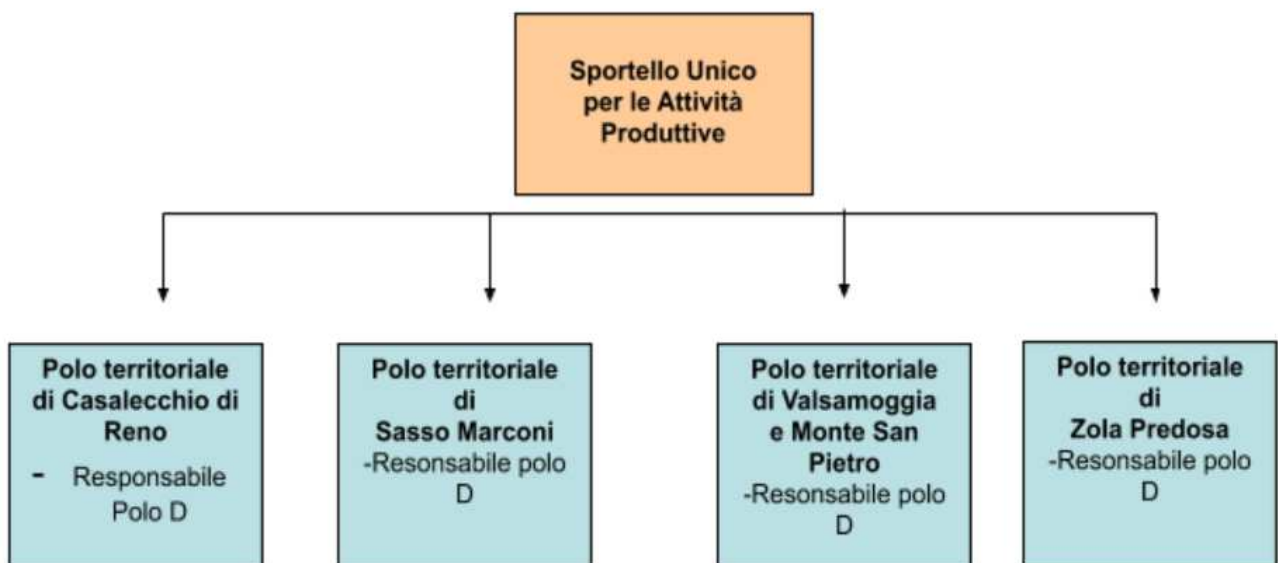 Sportello Unico
per le Attività
Produttive
Polo territoriale
di Casalecchio di
Reno
- Responsabile
Polo D
Polo territoriale
di
Sasso Marconi
-Resonsabile polo
D
Polo territoriale
di Valsamoggia
e Monte San
Pietro
-Resonsabile polo
D
Polo territoriale
di
Zola Predosa
-Resonsabile polo
D